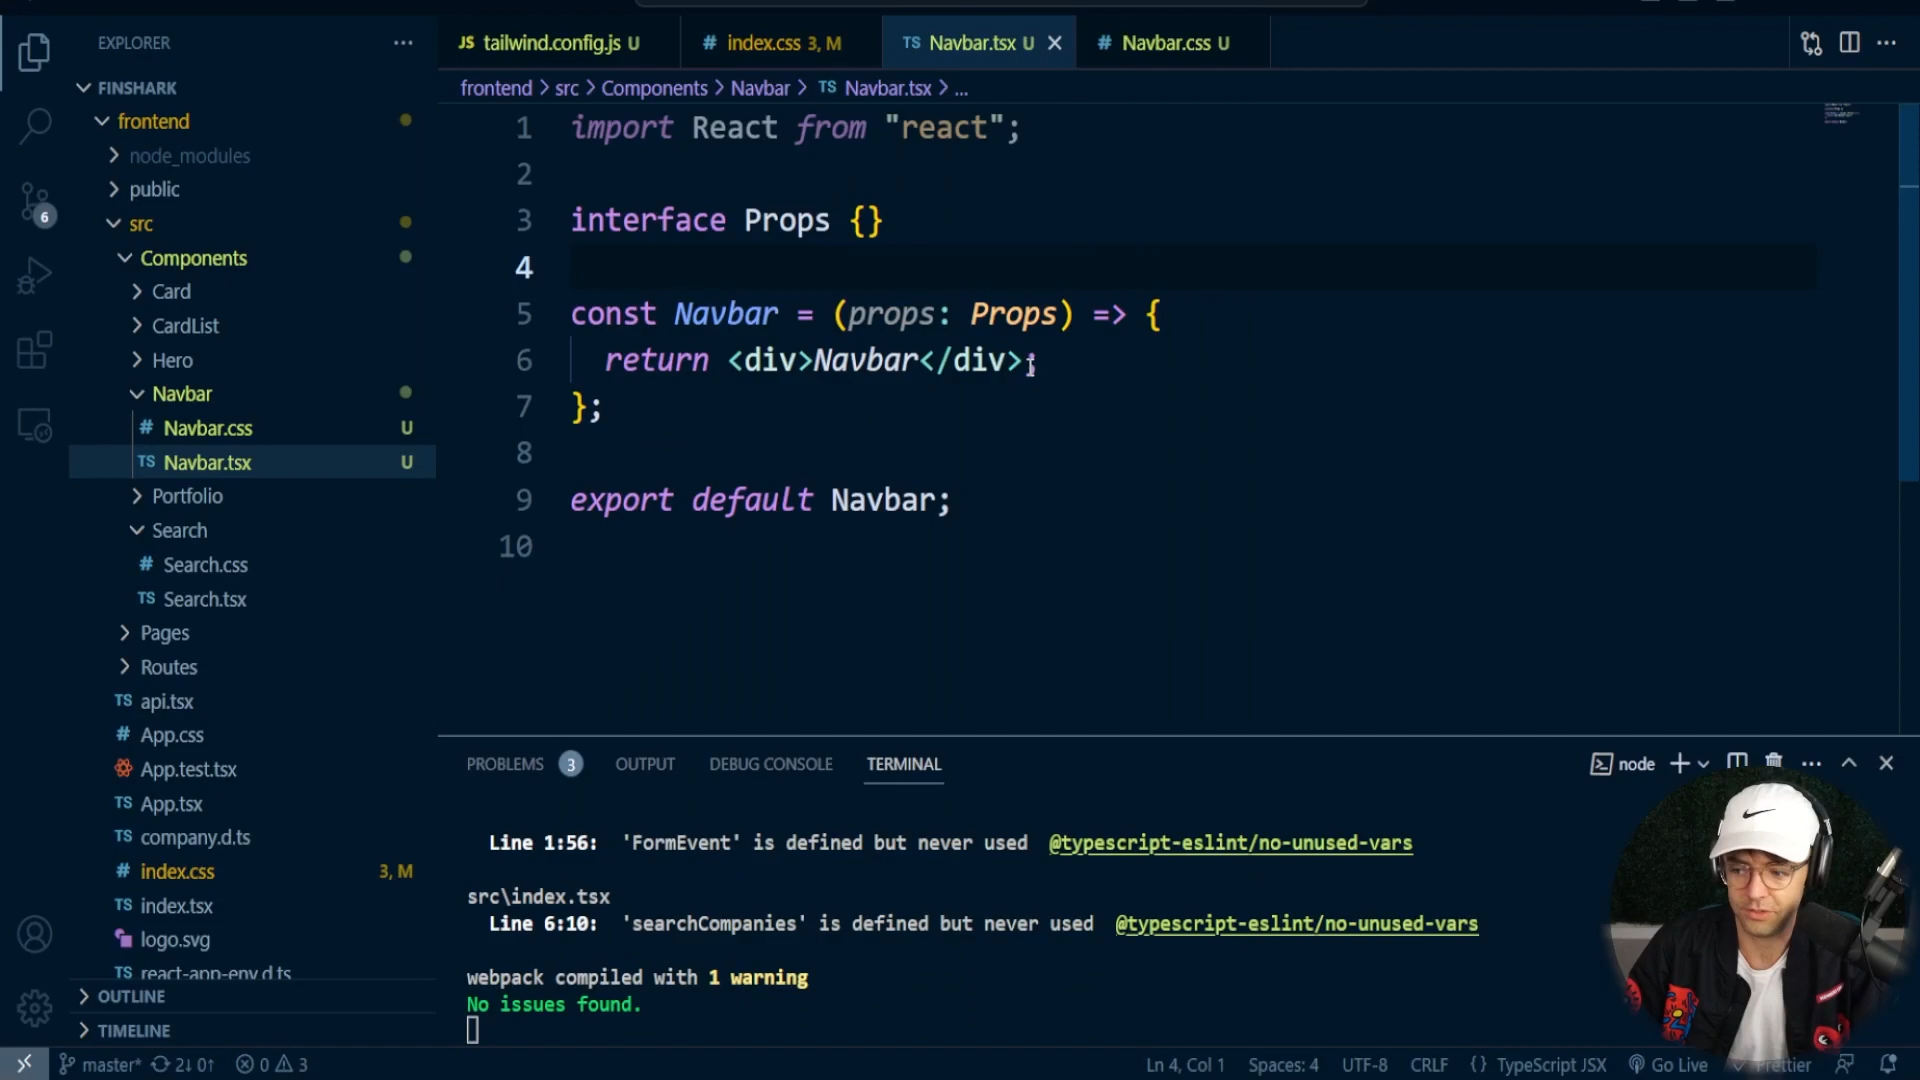 EXPLORER
FINSHARK
frontend
node_modules
public
src
Components
Card
CardList
Hero
Navbar
# Navbar.css U
TS Navbar.tsx U
Portfolio
Search
# Search.css
TS Search.tsx
Pages
Routes
TS api.tsx
# App.css
App.test.tsx
TS App.tsx
TS company.d.ts
# index.css 3, M
TS index.tsx
logo.svg
TS react-app-env.d.ts
OUTLINE
TIMELINE
6
JS tailwind.config.js U
# index.css 3, M
TS Navbar.tsx U
# Navbar.css U
frontend > src > Components > Navbar > TS Navbar.tsx > ...
1 import React from "react";
2
3 interface Props {}
4
5 const Navbar = (props: Props) => {
6 return <div>Navbar</div>;
7 };
8
9 export default Navbar;
10
PROBLEMS 3 OUTPUT DEBUG CONSOLE TERMINAL
node
Line 1:56: 'FormEvent' is defined but never used @typescript-eslint/no-unused-vars
src\index.tsx
Line 6:10: 'searchCompanies' is defined but never used @typescript-eslint/no-unused-vars
webpack compiled with 1 warning
No issues found.
master* 2↓ 0↑ 0 3
Ln 4, Col 1 Spaces: 4 UTF-8 CRLF {} TypeScript JSX Go Live Prettier